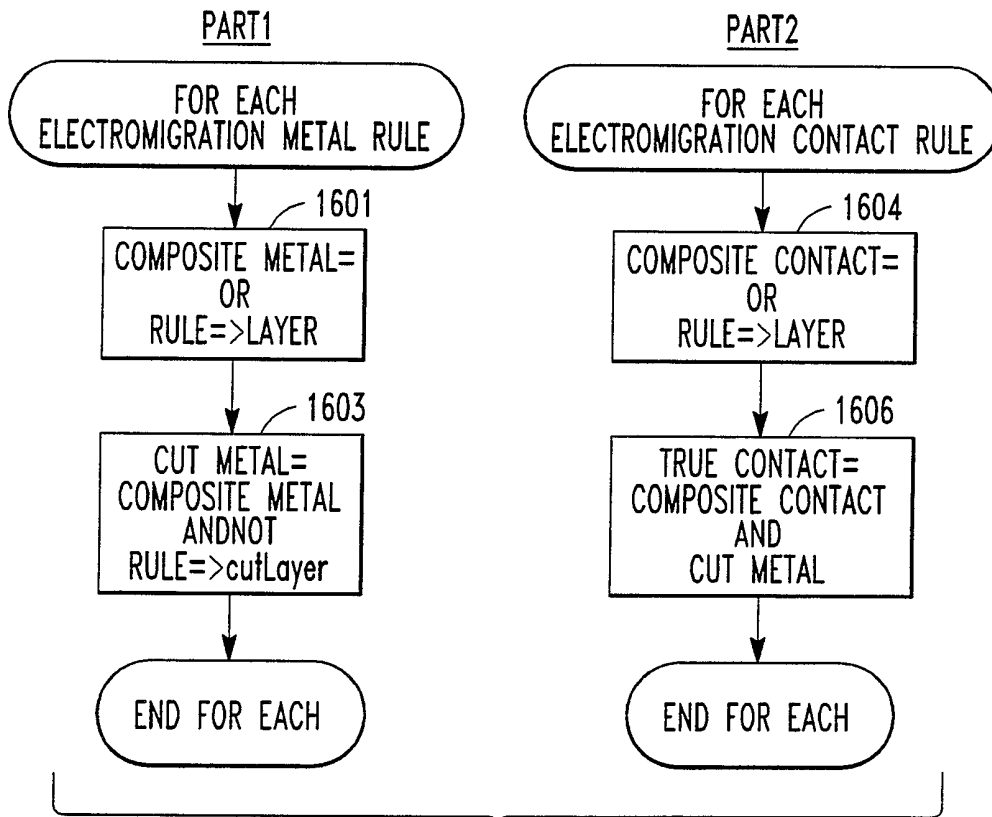 PART1
FOR EACH
ELECTROMIGRATION METAL RULE
1601
COMPOSITE METAL=
OR
RULE=>LAYER
1603
CUT METAL=
COMPOSITE METAL
ANDNOT
RULE=>cutLayer
END FOR EACH
PART2
FOR EACH
ELECTROMIGRATION CONTACT RULE
1604
COMPOSITE CONTACT=
OR
RULE=>LAYER
1606
TRUE CONTACT=
COMPOSITE CONTACT
AND
CUT METAL
END FOR EACH